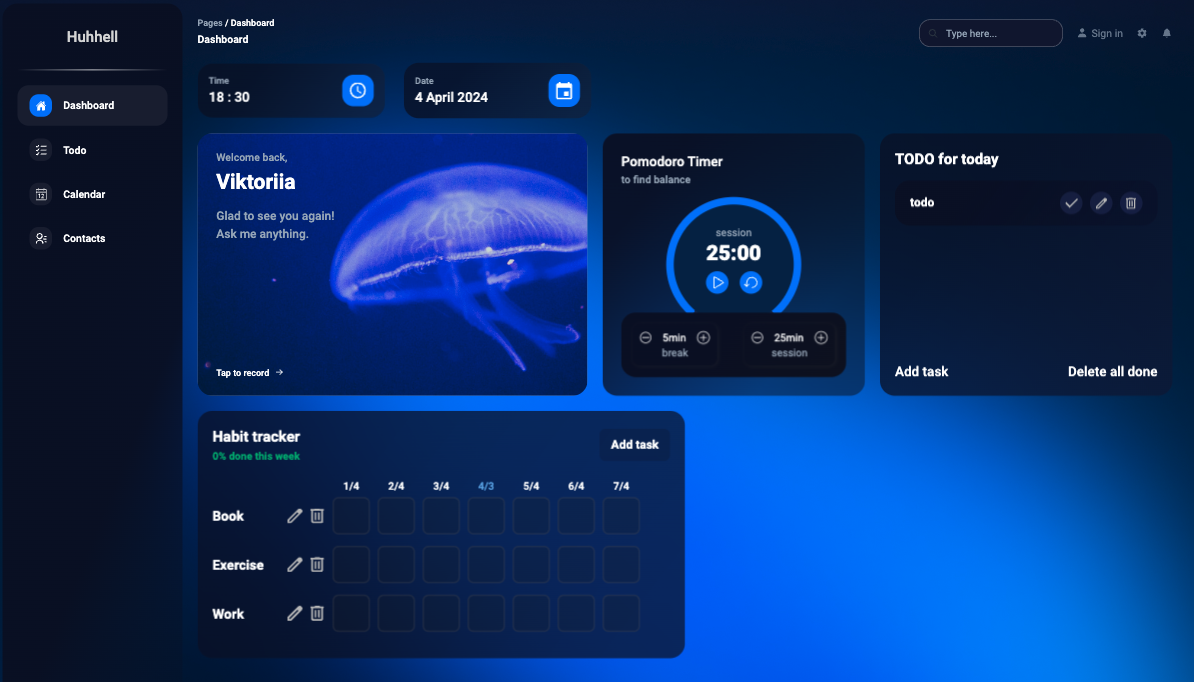 Huhhell
Dashboard
Todo
Calendar
Contacts
Pages / Dashboard
Dashboard
Type here...
Sign in
Time
18 : 30
Date
4 April 2024
Welcome back,
Viktoriia
Glad to see you again!
Ask me anything.
Tap to record
Pomodoro Timer
to find balance
session
25:00
5min
break
25min
session
TODO for today
todo
Add task
Delete all done
Habit tracker
0% done this week
Add task
1/4 2/4 3/4 4/3 5/4 6/4 7/4
Book
Exercise
Work